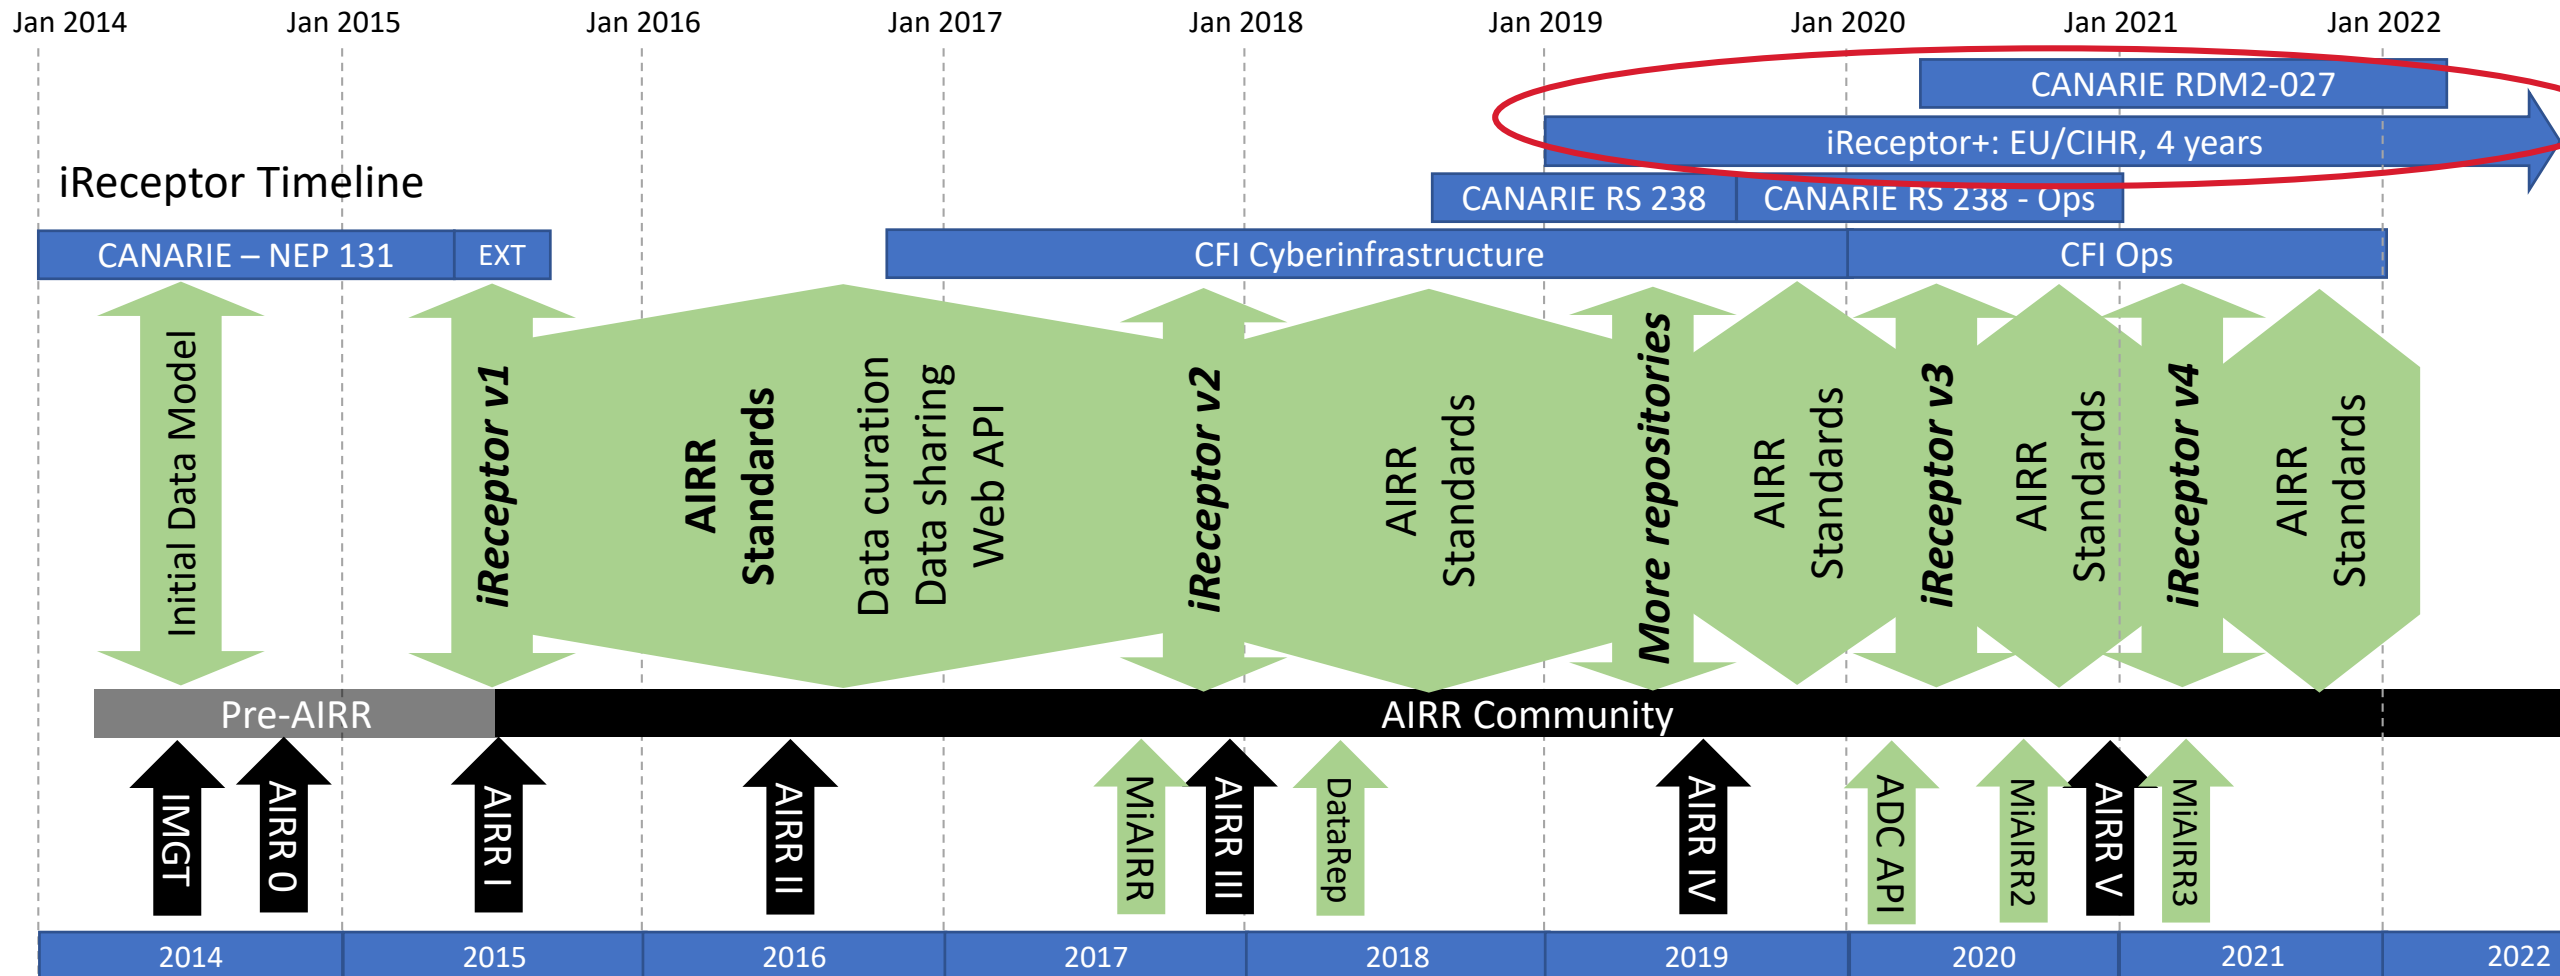 Jan 2014
Jan 2015
Jan 2016
Jan 2017
Jan 2018
Jan 2019
Jan 2020
Jan 2021
Jan 2022
CANARIE RDM2-027
iReceptor+: EU/CIHR, 4 years
iReceptor Timeline
CANARIE RS 238
CANARIE RS 238 - Ops
CANARIE – NEP 131
EXT
CFI Cyberinfrastructure
CFI Ops
Initial Data Model
iReceptor v1
AIRR
Standards
Data curation
Data sharing
Web API
iReceptor v2
AIRR
Standards
More repositories
AIRR
Standards
iReceptor v3
AIRR
Standards
iReceptor v4
AIRR
Standards
Pre-AIRR
AIRR Community
IMGT
AIRR 0
AIRR I
AIRR II
MiAIRR
AIRR III
DataRep
AIRR IV
ADC API
MiAIRR2
AIRR V
MiAIRR3
2014
2015
2016
2017
2018
2019
2020
2021
2022